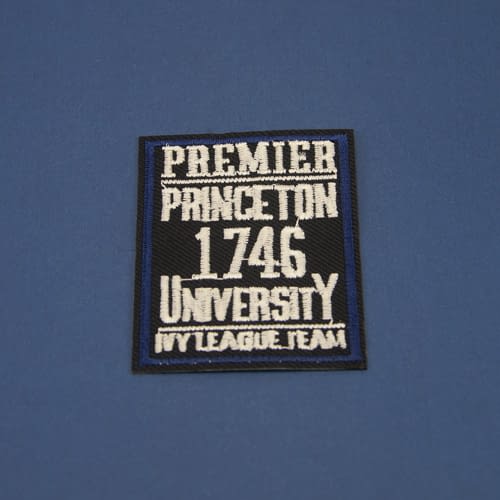 PREMIER
PRINCETON
1746
UNIVERSITY
IVY LEAGUE TEAM